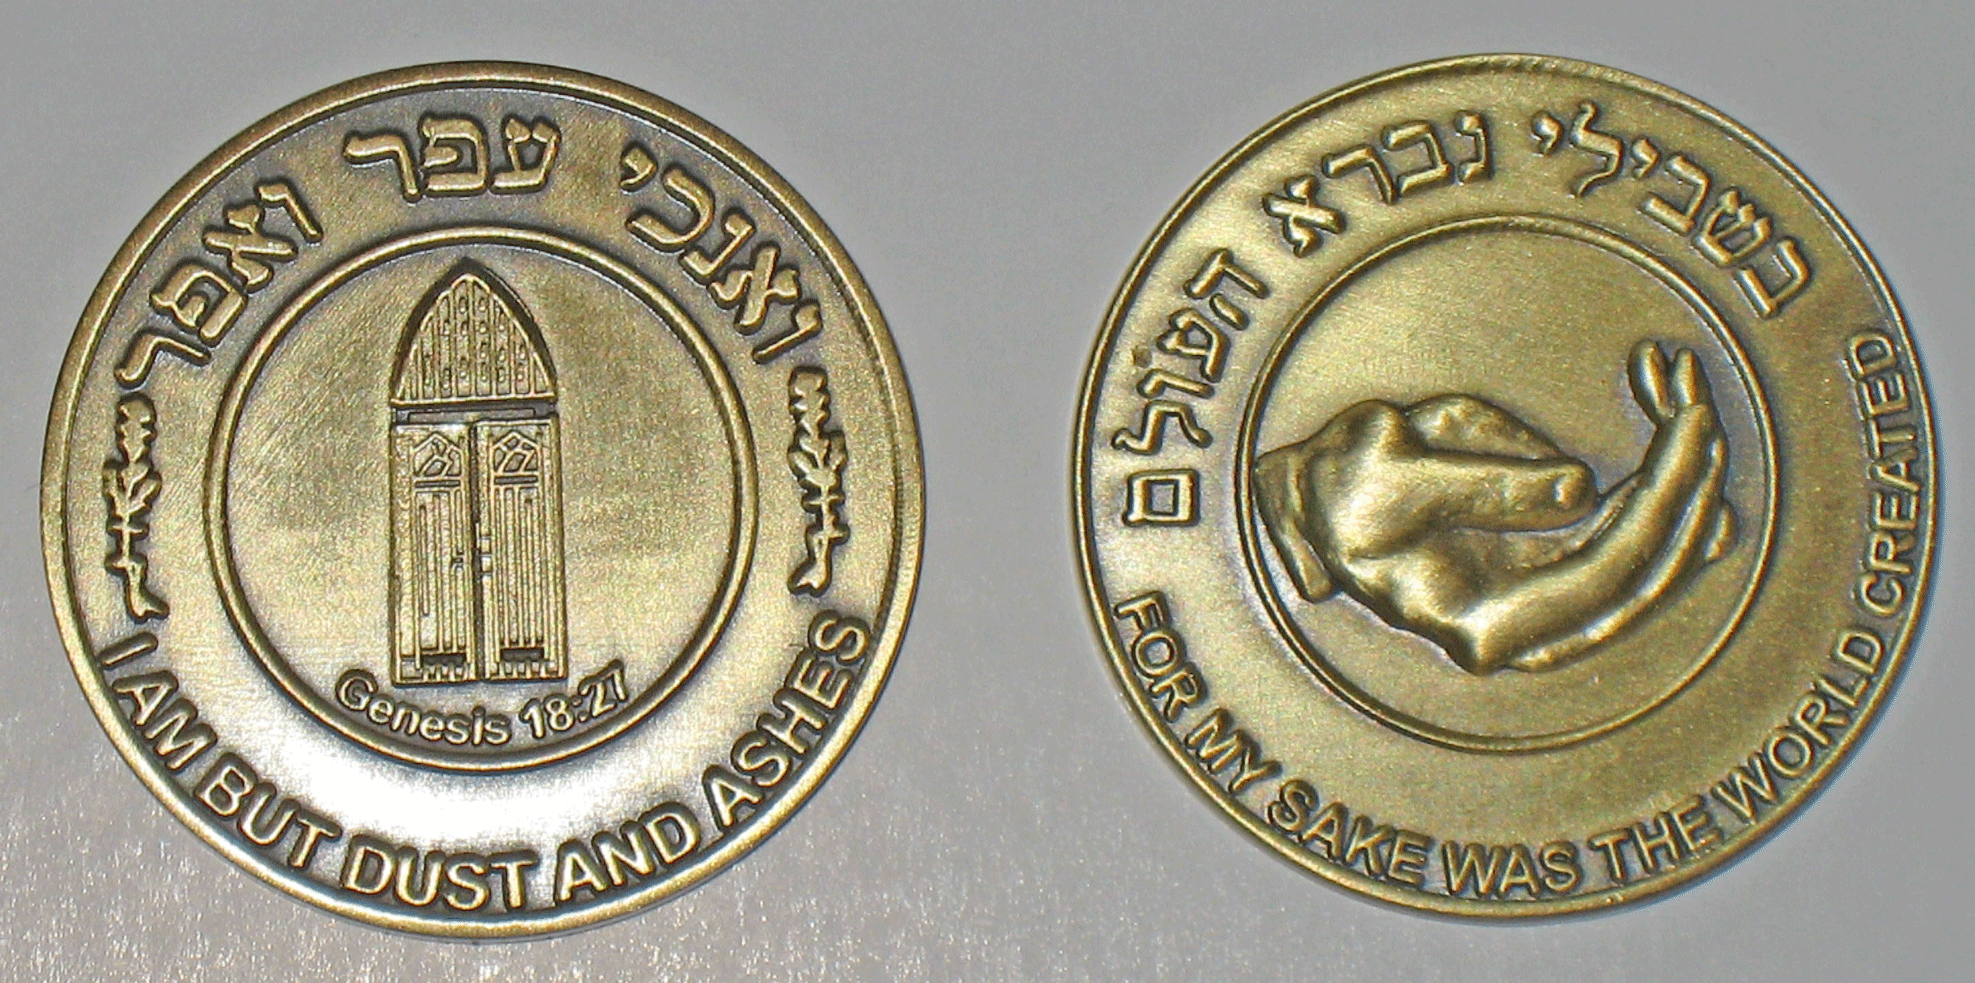 ואנכי עפר ואפר
Genesis 18:27
I AM BUT DUST AND ASHES
בשבילי נברא העולם
FOR MY SAKE WAS THE WORLD CREATED